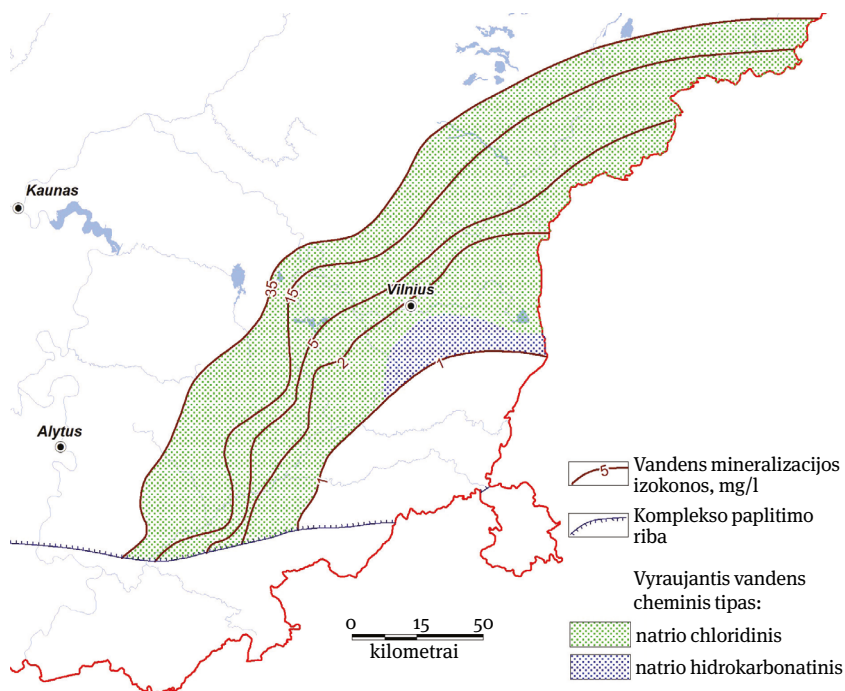 Kaunas
35
15
Vilnius
5
2
1
Alytus
1
5
Vandens mineralizacijos
izokonos, mg/l
Komplekso paplitimo
riba
Vyraujantis vandens
cheminis tipas:
0 15 50
kilometrai
natrio chloridinis
natrio hidrokarbonatinis